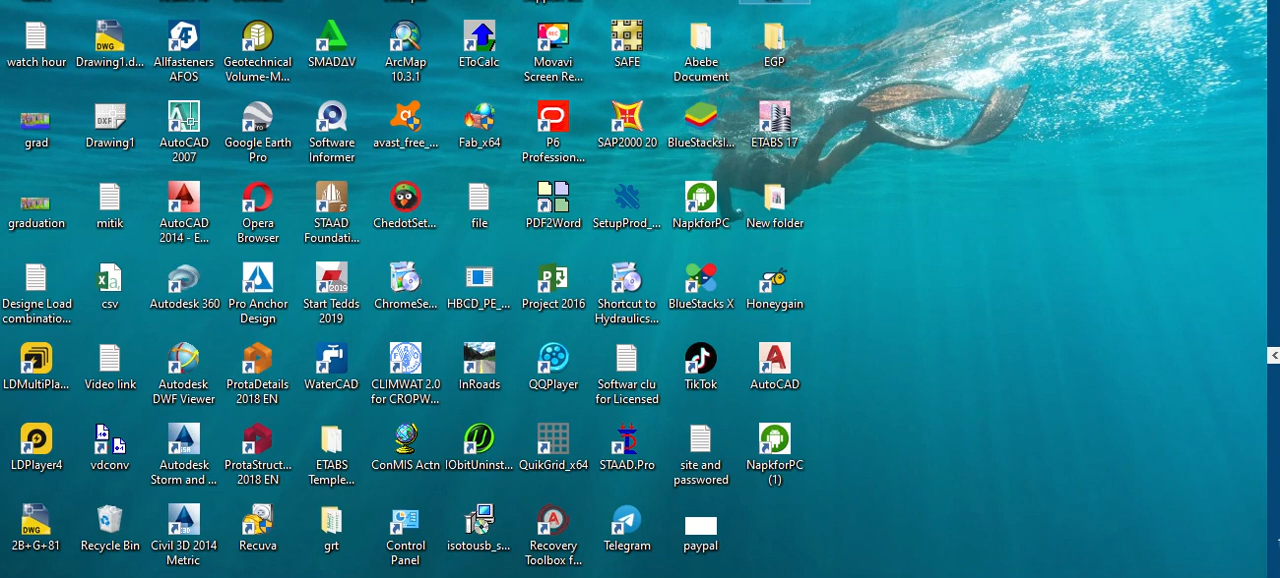 watch hour
Drawing1.d...
Allfasteners
AFOS
Geotechnical
Volume-M...
SMADΔV
ArcMap
10.3.1
EToCalc
Movavi
Screen Re...
SAFE
Abebe
Document
EGP
grad
Drawing1
AutoCAD
2007
Google Earth
Pro
Software
Informer
avast_free_...
Fab_x64
P6
Profession...
SAP2000 20
BlueStacksI...
ETABS 17
graduation
mitik
AutoCAD
2014 - E...
Opera
Browser
STAAD
Foundati...
ChedotSet...
file
PDF2Word
SetupProd_...
NapkforPC
New folder
Designe Load
combinatio...
csv
Autodesk 360
Pro Anchor
Design
Start Tedds
2019
ChromeSe...
HBCD_PE_...
Project 2016
Shortcut to
Hydraulics...
BlueStacks X
Honeygain
LDMultiPla...
Video link
Autodesk
DWF Viewer
ProtaDetails
2018 EN
WaterCAD
CLIMWAT 2.0
for CROPW...
InRoads
QQPlayer
Softwar clu
for Licensed
TikTok
AutoCAD
LDPlayer4
vdconv
Autodesk
Storm and ...
ProtaStruct...
2018 EN
ETABS
Temple...
ConMIS Actn
IObitUninst...
QuikGrid_x64
STAAD.Pro
site and
passwored
NapkforPC
(1)
2B+G+81
Recycle Bin
Civil 3D 2014
Metric
Recuva
grt
Control
Panel
isotousb_s...
Recovery
Toolbox f...
Telegram
paypal